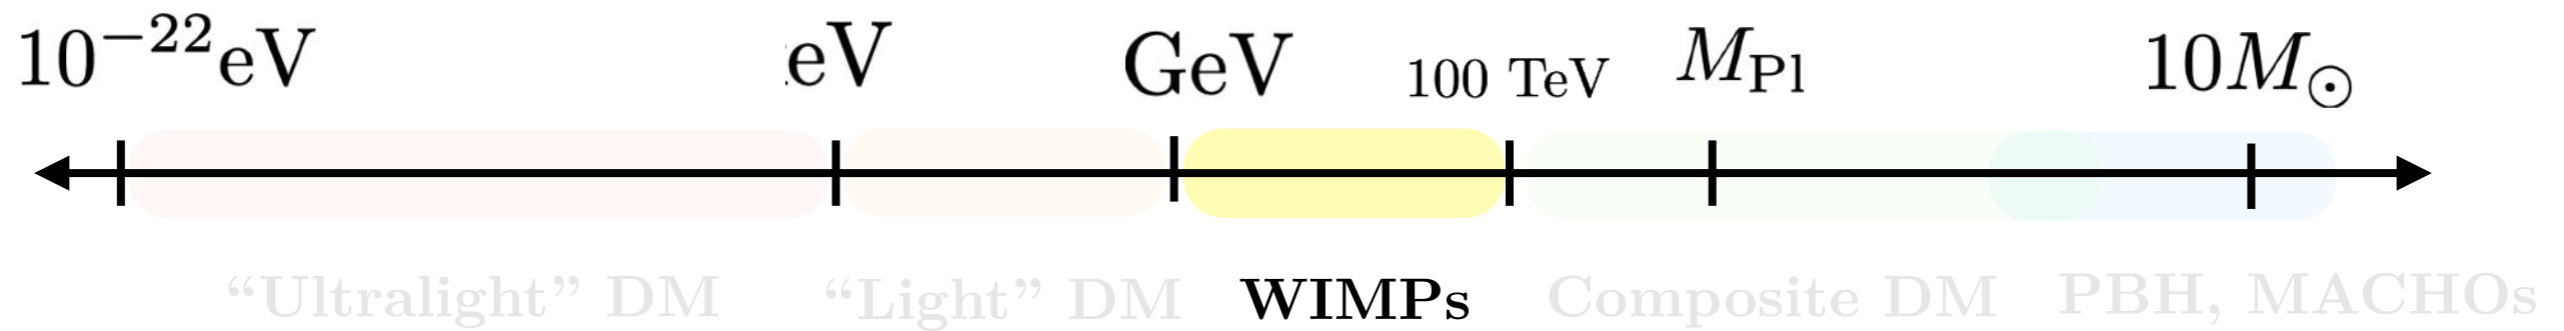 10⁻²²eV eV GeV 100 TeV M_Pl 10M_⊙
“Ultralight” DM “Light” DM WIMPs Composite DM PBH, MACHOs